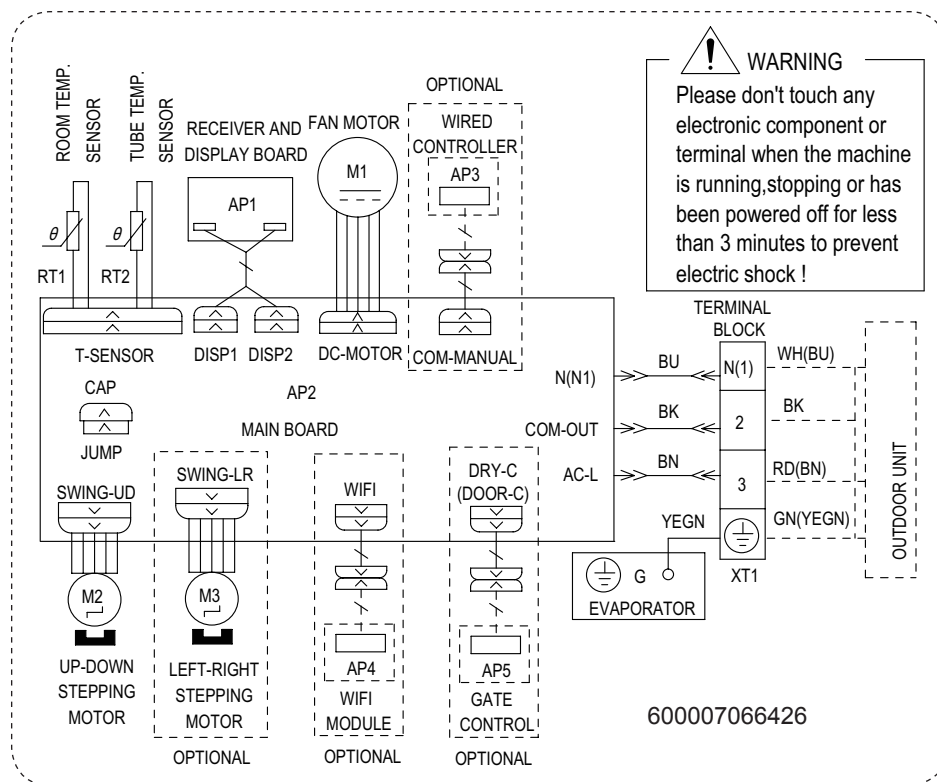 WARNING
Please don't touch any
electronic component or
terminal when the machine
is running,stopping or has
been powered off for less
than 3 minutes to prevent
electric shock !
ROOM TEMP.
SENSOR
TUBE TEMP.
SENSOR
RECEIVER AND
DISPLAY BOARD
FAN MOTOR
OPTIONAL
WIRED
CONTROLLER
AP1
M1
AP3
θ
θ
RT1
RT2
T-SENSOR
DISP1
DISP2
DC-MOTOR
COM-MANUAL
CAP
JUMP
AP2
MAIN BOARD
N(N1)
COM-OUT
AC-L
BU
BK
BN
TERMINAL
BLOCK
N(1)
2
3
XT1
WH(BU)
BK
RD(BN)
GN(YEGN)
OUTDOOR UNIT
YEGN
G
EVAPORATOR
SWING-UD
SWING-LR
WIFI
DRY-C
(DOOR-C)
M2
M3
AP4
AP5
UP-DOWN
STEPPING
MOTOR
LEFT-RIGHT
STEPPING
MOTOR
WIFI
MODULE
GATE
CONTROL
OPTIONAL
OPTIONAL
OPTIONAL
600007066426